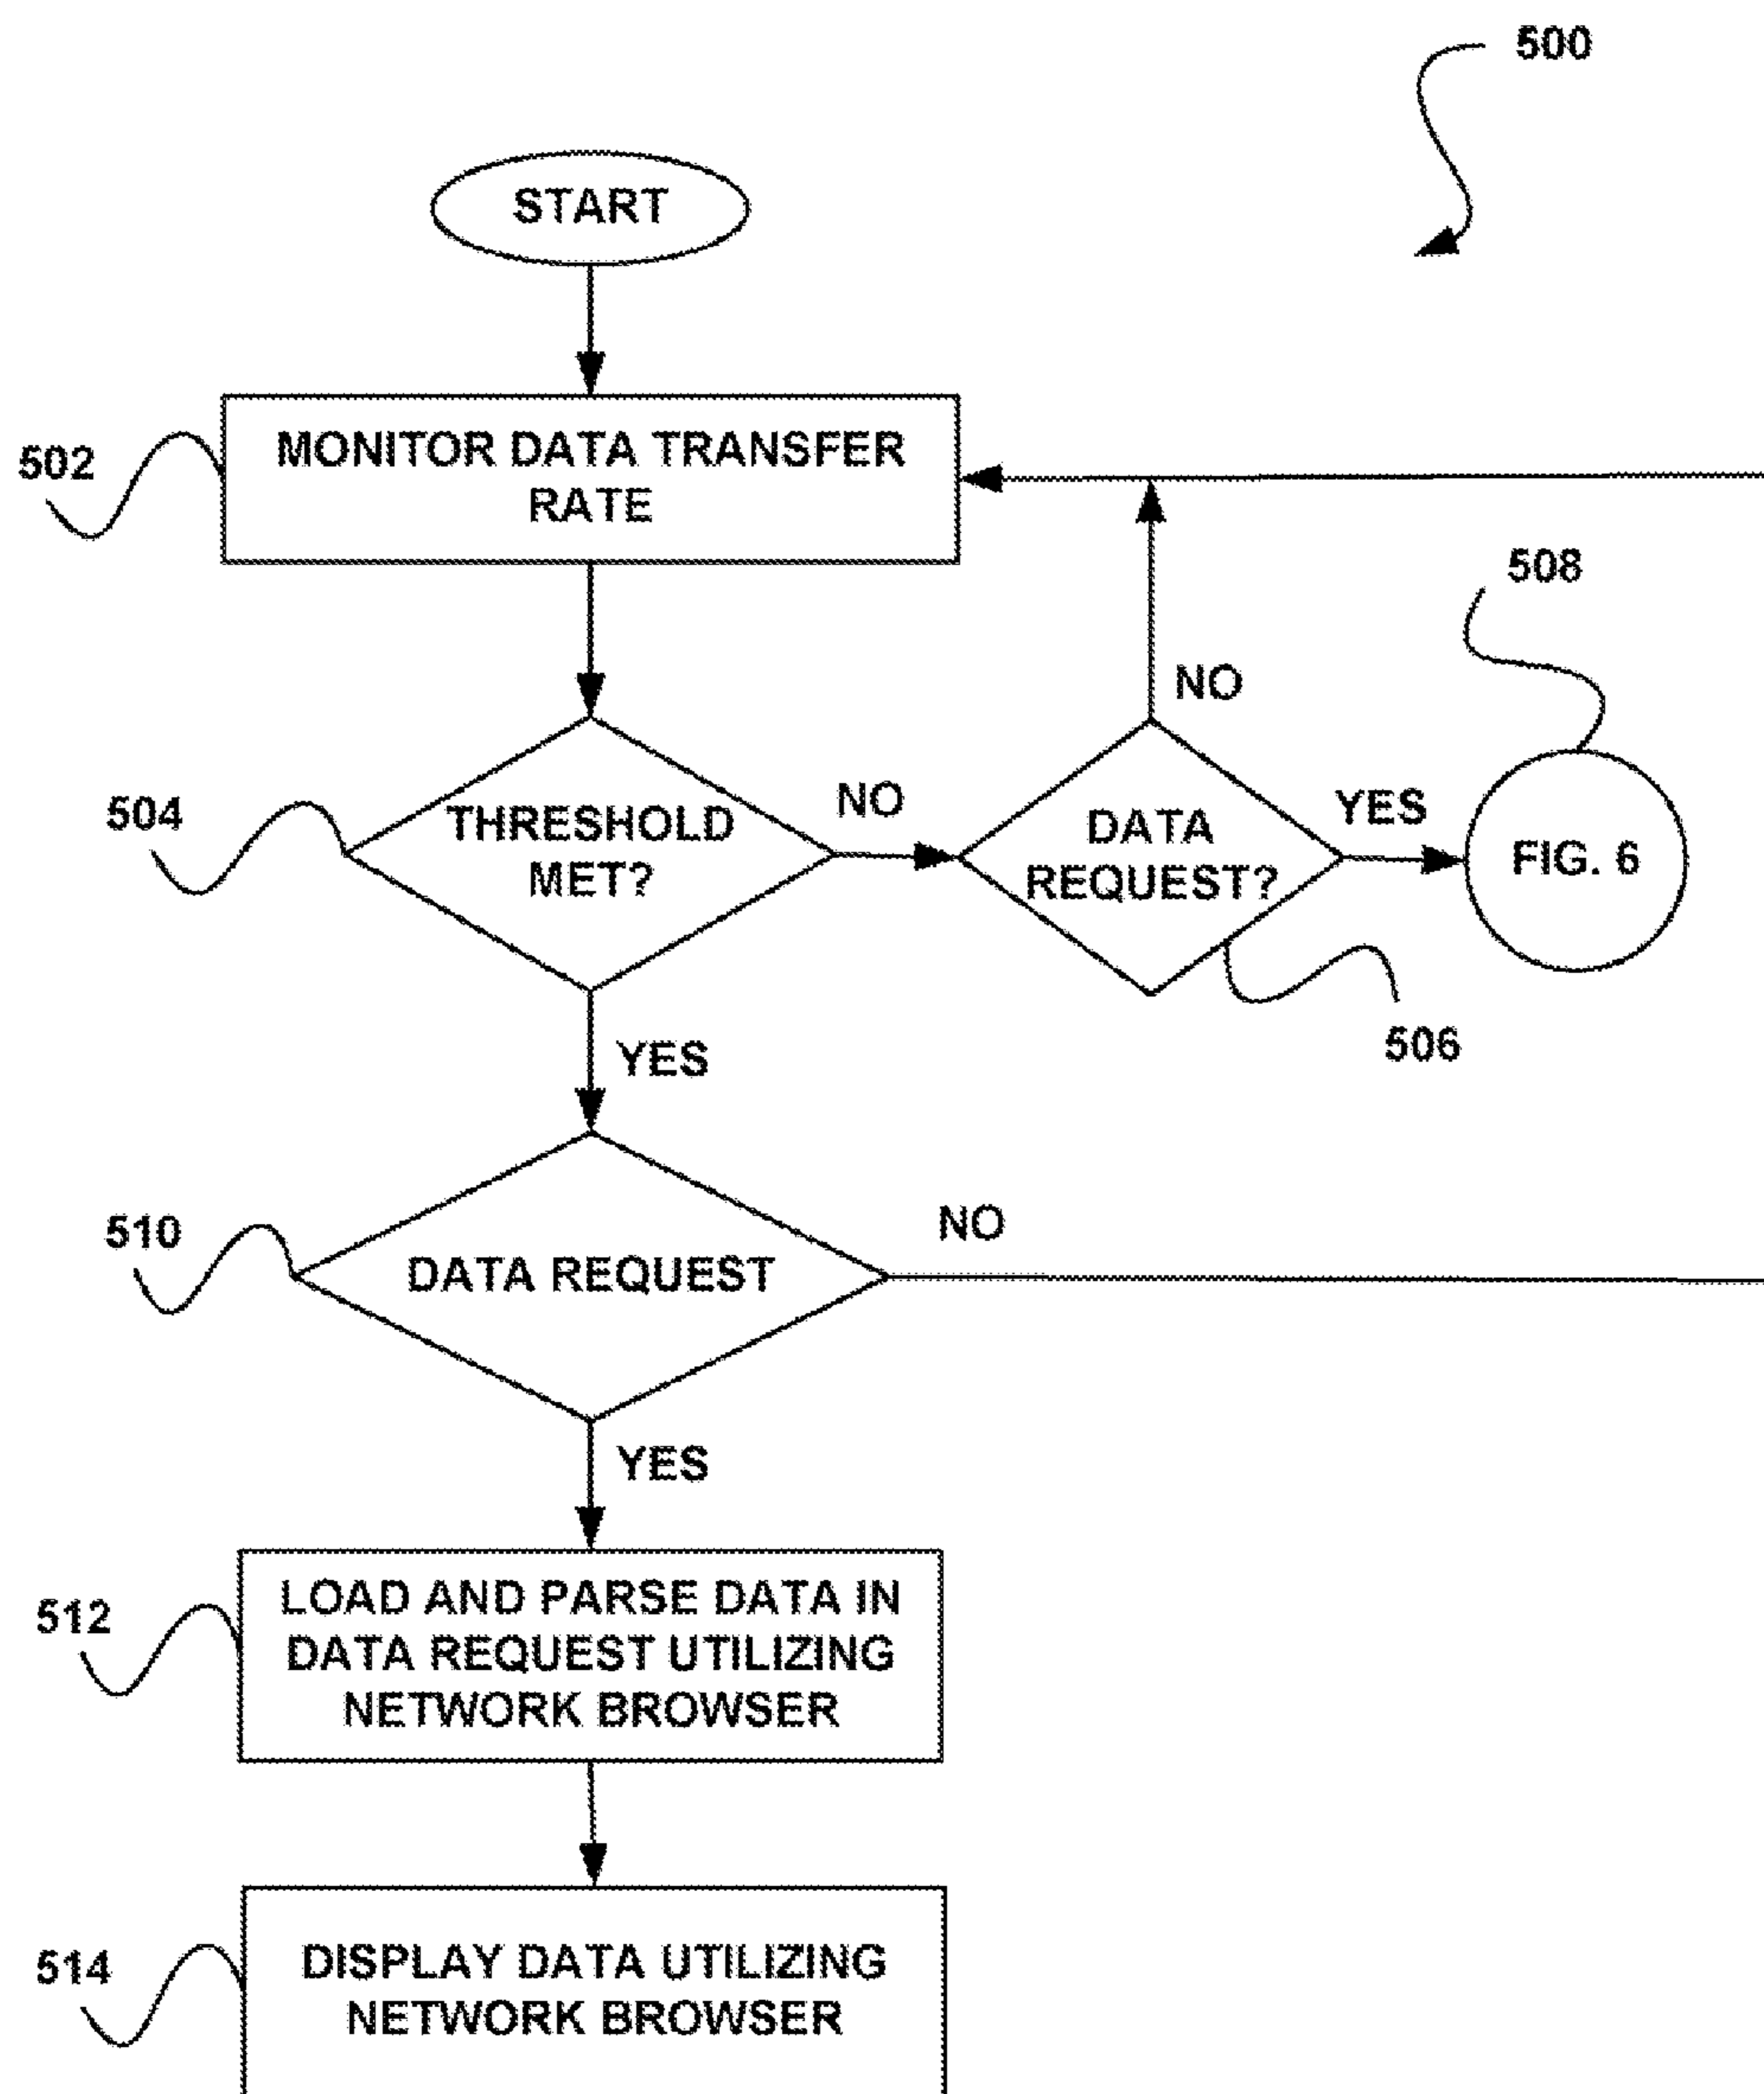 500
START
502
MONITOR DATA TRANSFER
RATE
508
NO
504
THRESHOLD
MET?
NO
DATA
REQUEST?
YES
FIG. 6
506
YES
510
DATA REQUEST
NO
YES
512
LOAD AND PARSE DATA IN
DATA REQUEST UTILIZING
NETWORK BROWSER
514
DISPLAY DATA UTILIZING
NETWORK BROWSER